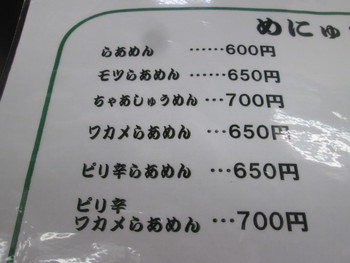 めにゅ
らあめん ……600円
モツらあめん ……650円
ちゃあしゅうめん …700円
ワカメらあめん …650円
ピリ辛らあめん …650円
ピリ辛
ワカメらあめん …700円